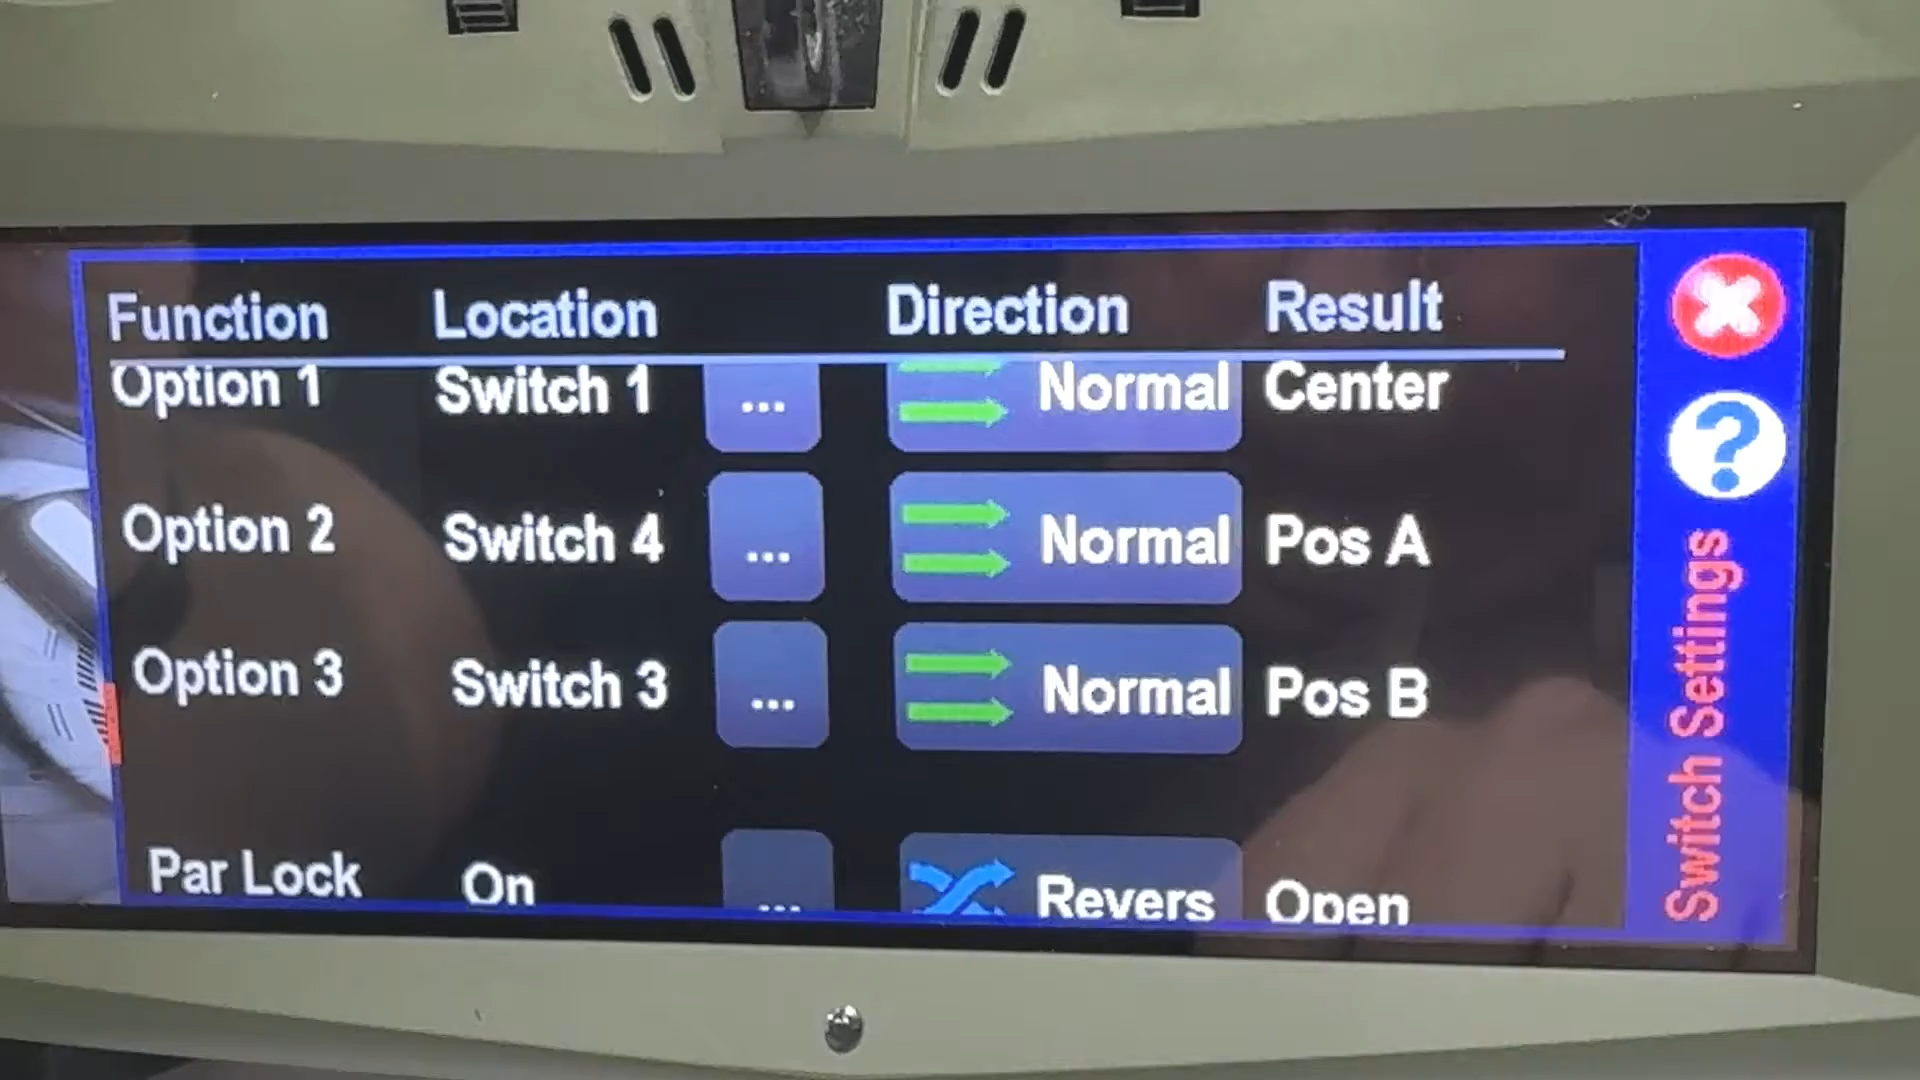 Function Location Direction Result
Option 1 Switch 1 ... Normal Center
Option 2 Switch 4 ... Normal Pos A
Option 3 Switch 3 ... Normal Pos B
Par Lock On ... Revers Open
?
Switch Settings